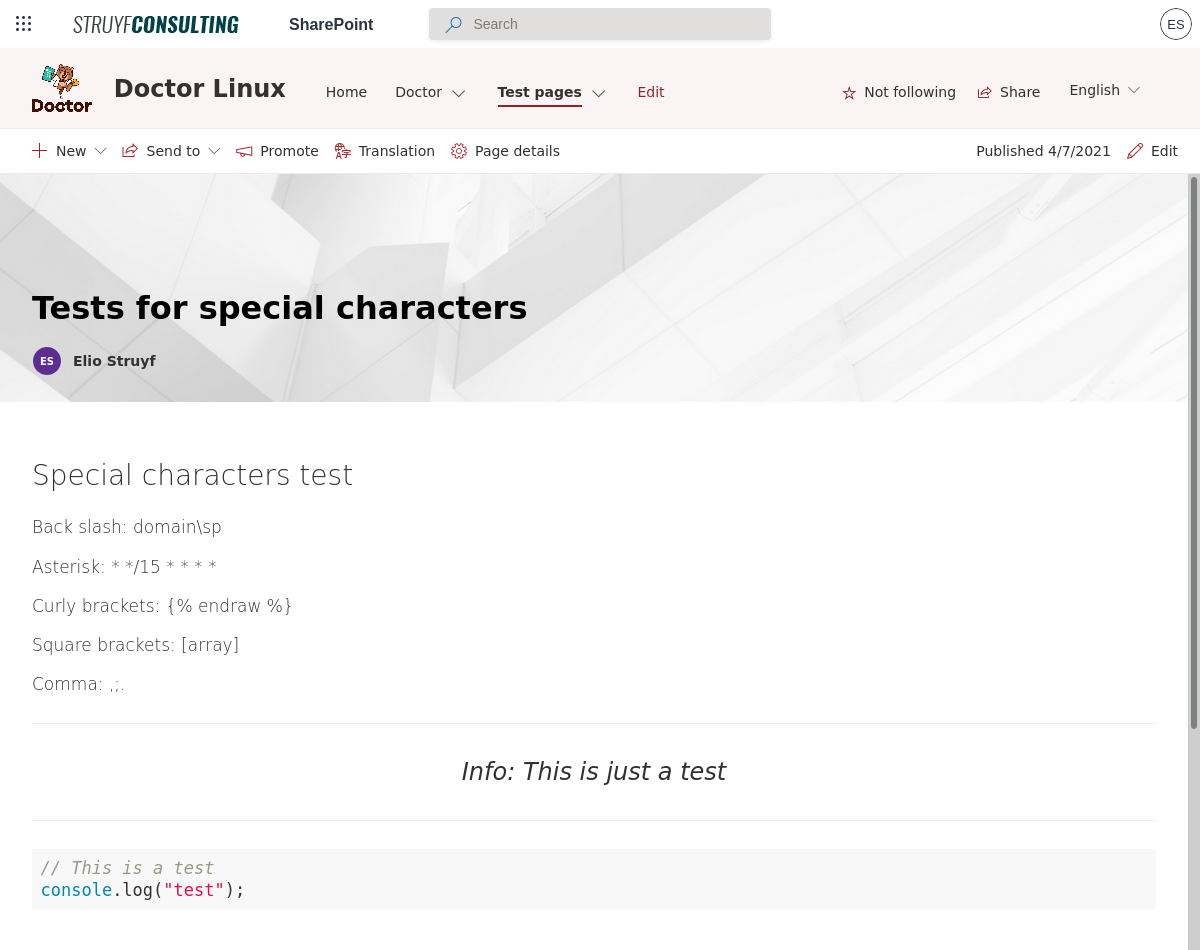 STRUYFCONSULTING SharePoint Search ES
Doctor Doctor Linux Home Doctor Test pages Edit Not following Share English
New Send to Promote Translation Page details Published 4/7/2021 Edit
Tests for special characters
ES Elio Struyf
Special characters test
Back slash: domain\sp
Asterisk: * */15 * * * *
Curly brackets: {% endraw %}
Square brackets: [array]
Comma: ,;.
Info: This is just a test
// This is a test
console.log("test");